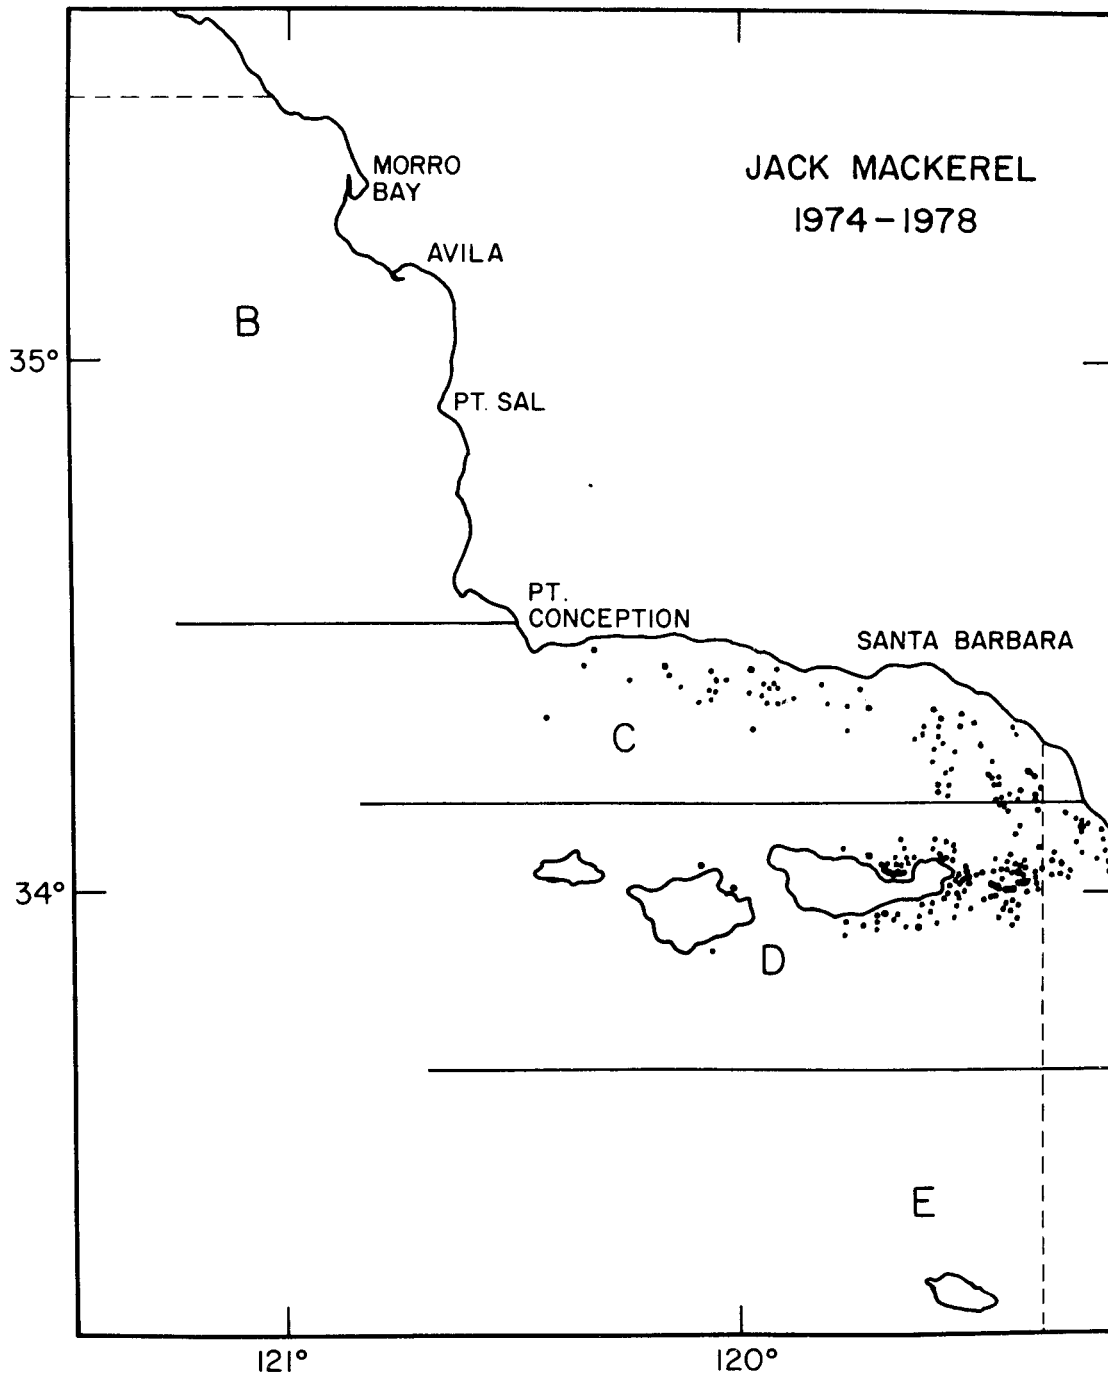 JACK MACKEREL
1974-1978
MORRO
BAY
AVILA
B
35°
PT. SAL
PT.
CONCEPTION
SANTA BARBARA
C
34°
D
E
121°
120°